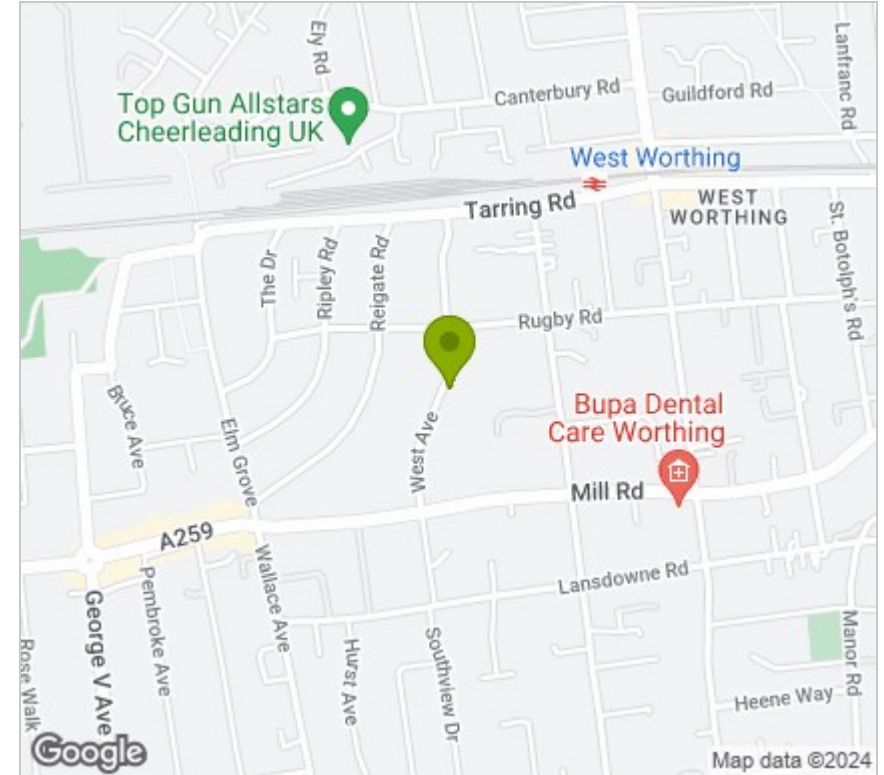 Ely Rd
Lanfranc Rd
Canterbury Rd
Guildford Rd
Top Gun Allstars
Cheerleading UK
West Worthing
WEST
WORTHING
Tarring Rd
The Dr
Ripley Rd
Reigate Rd
St. Botolph's Rd
Rugby Rd
Bruce Ave
Elm Grove
West Ave
Bupa Dental
Care Worthing
Mill Rd
A259
Lansdowne Rd
Wallace Ave
Pembroke Ave
George V Ave
Rose Walk
Hurst Ave
Southview Dr
Manor Rd
Heene Way
Google
Map data ©2024